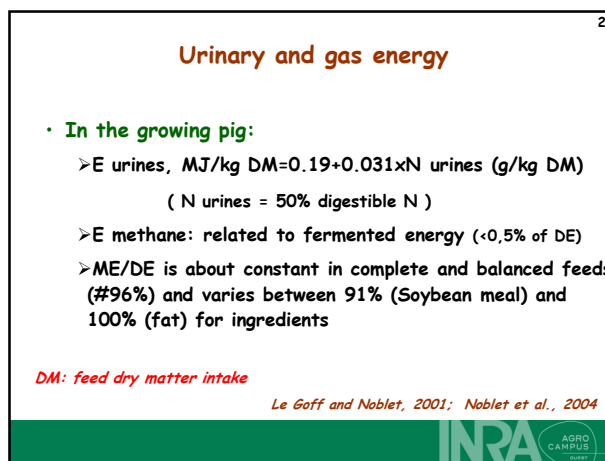 2
Urinary and gas energy
• In the growing pig:
➢E urines, MJ/kg DM=0.19+0.031xN urines (g/kg DM)
( N urines = 50% digestible N )
➢E methane: related to fermented energy (<0,5% of DE)
➢ME/DE is about constant in complete and balanced feeds
(#96%) and varies between 91% (Soybean meal) and
100% (fat) for ingredients
DM: feed dry matter intake
Le Goff and Noblet, 2001; Noblet et al., 2004
INRA
AGRO
CAMPUS
OUEST